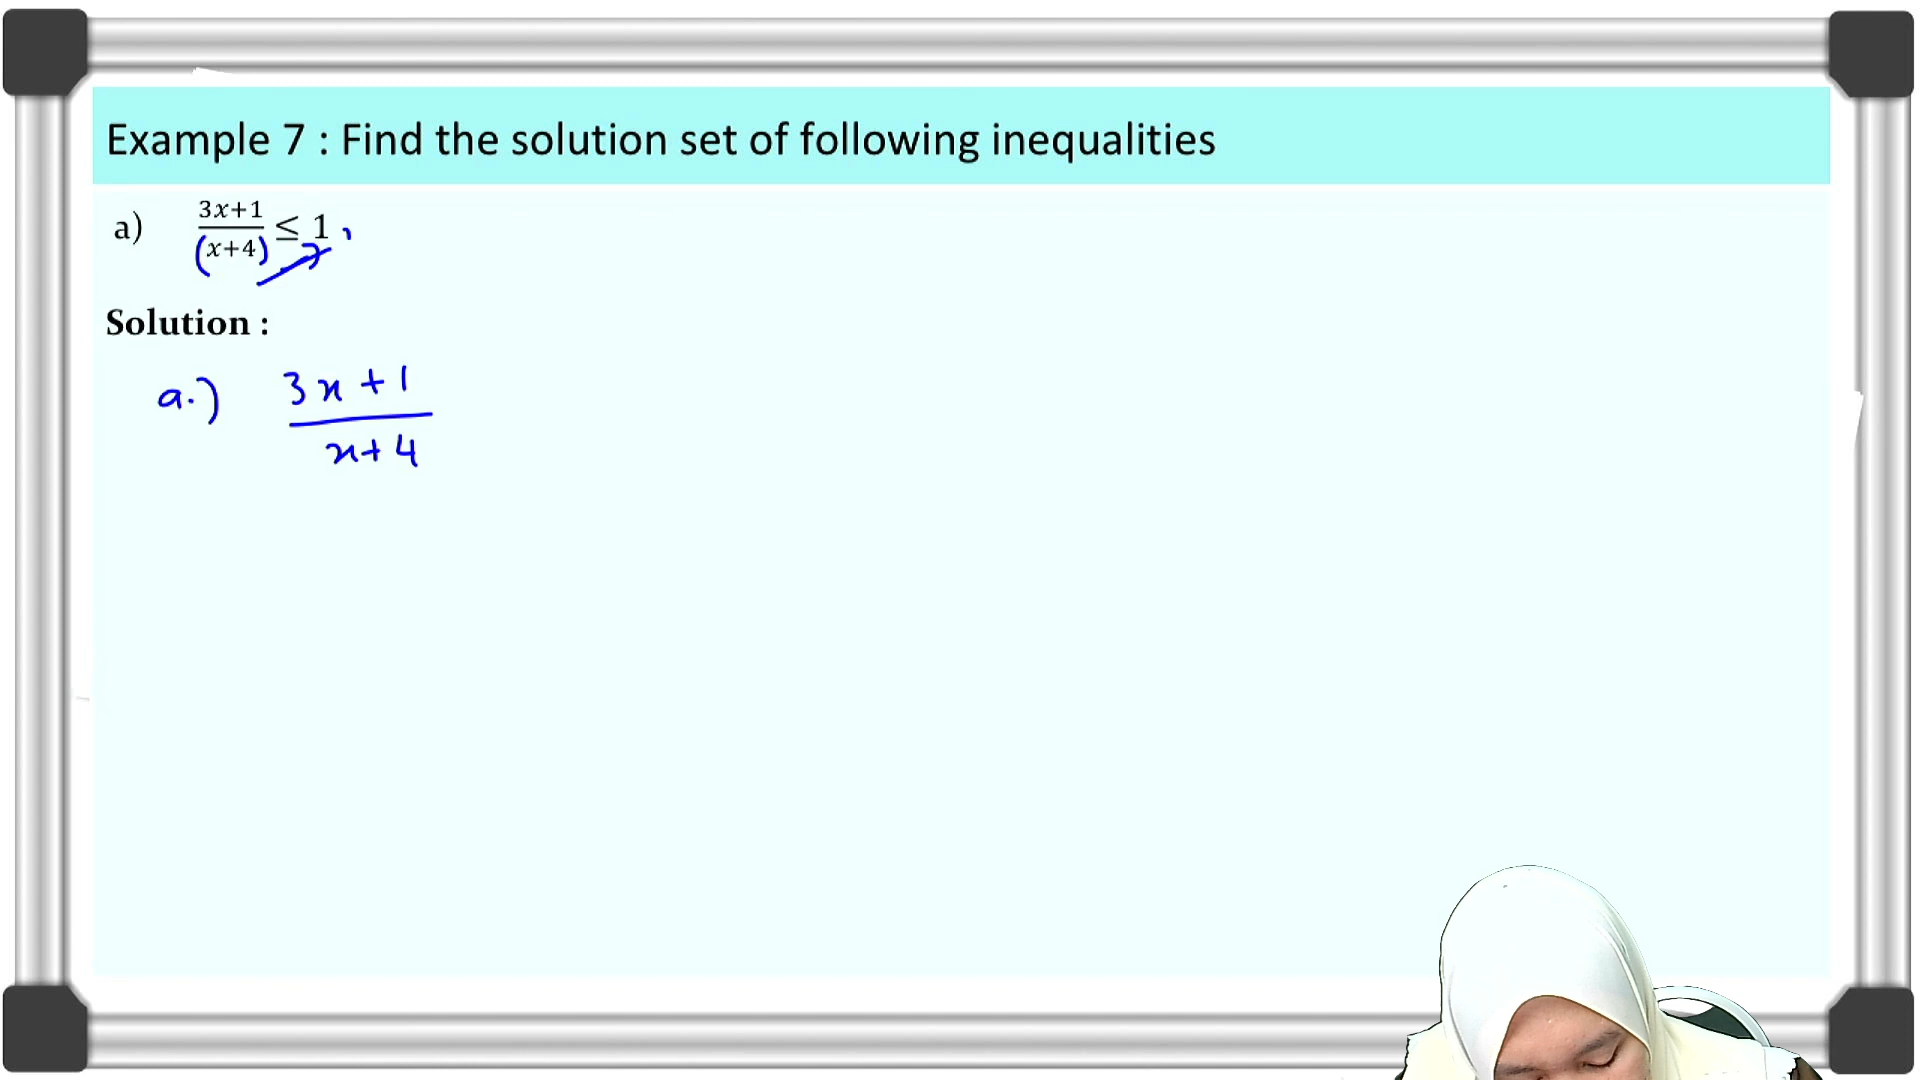 Example 7 : Find the solution set of following inequalities
a) 3x+1
(x+4) ≤ 1 ,
Solution :
a.) 3x + 1
x + 4